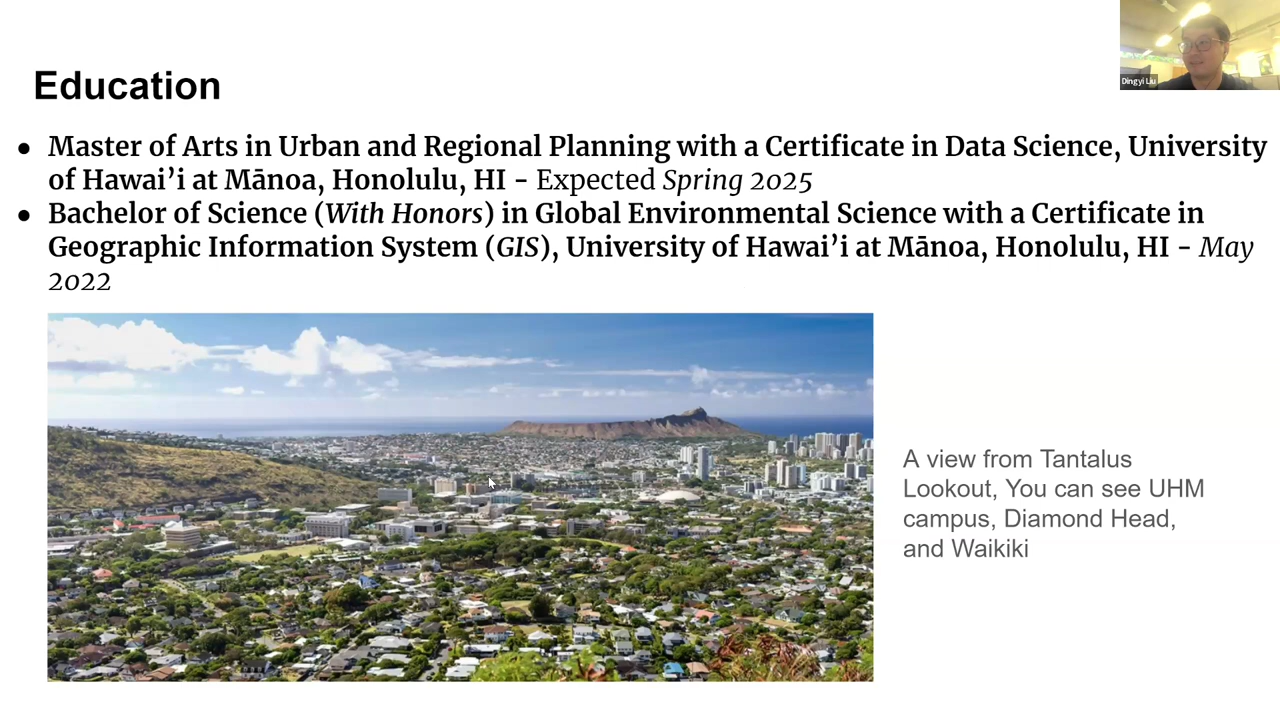 Dingyi Liu
Education
● Master of Arts in Urban and Regional Planning with a Certificate in Data Science, University
of Hawai’i at Mānoa, Honolulu, HI - Expected Spring 2025
● Bachelor of Science (With Honors) in Global Environmental Science with a Certificate in
Geographic Information System (GIS), University of Hawai’i at Mānoa, Honolulu, HI - May
2022
A view from Tantalus
Lookout, You can see UHM
campus, Diamond Head,
and Waikiki